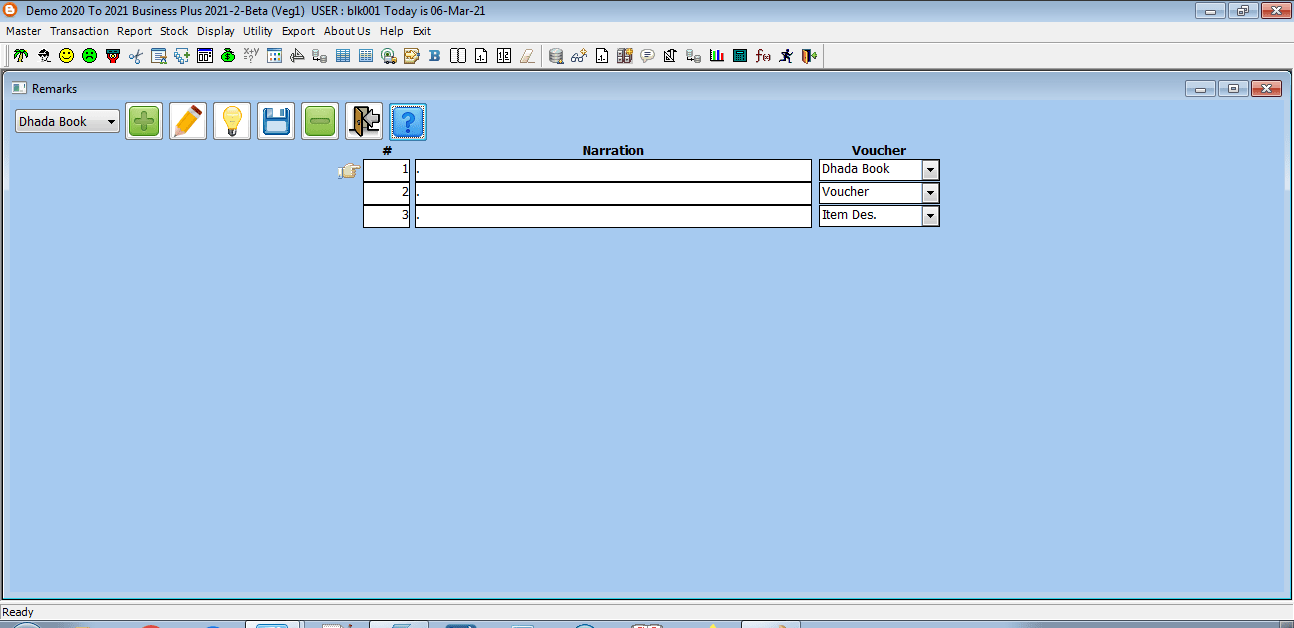 Demo 2020 To 2021 Business Plus 2021-2-Beta (Veg1) USER : blk001 Today is 06-Mar-21
Master Transaction Report Stock Display Utility Export About Us Help Exit
Remarks
Dhada Book
# Narration Voucher
1 . Dhada Book
2 . Voucher
3 . Item Des.
Ready